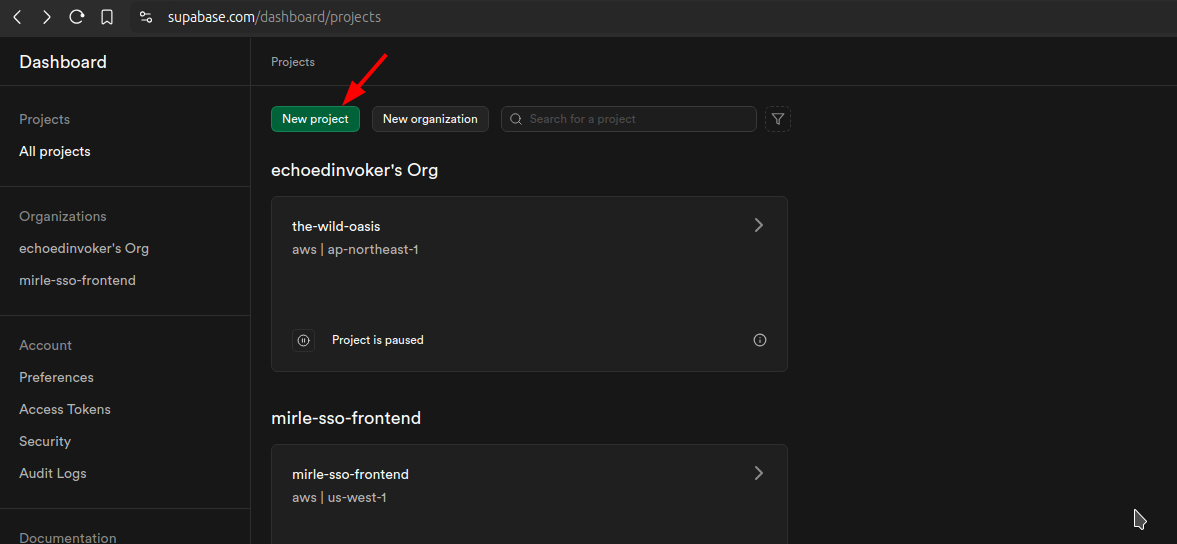 supabase.com/dashboard/projects
Dashboard
Projects
All projects
Organizations
echoedinvoker's Org
mirle-sso-frontend
Account
Preferences
Access Tokens
Security
Audit Logs
Documentation
Projects
New project
New organization
Search for a project
echoedinvoker's Org
the-wild-oasis
aws | ap-northeast-1
Project is paused
mirle-sso-frontend
mirle-sso-frontend
aws | us-west-1